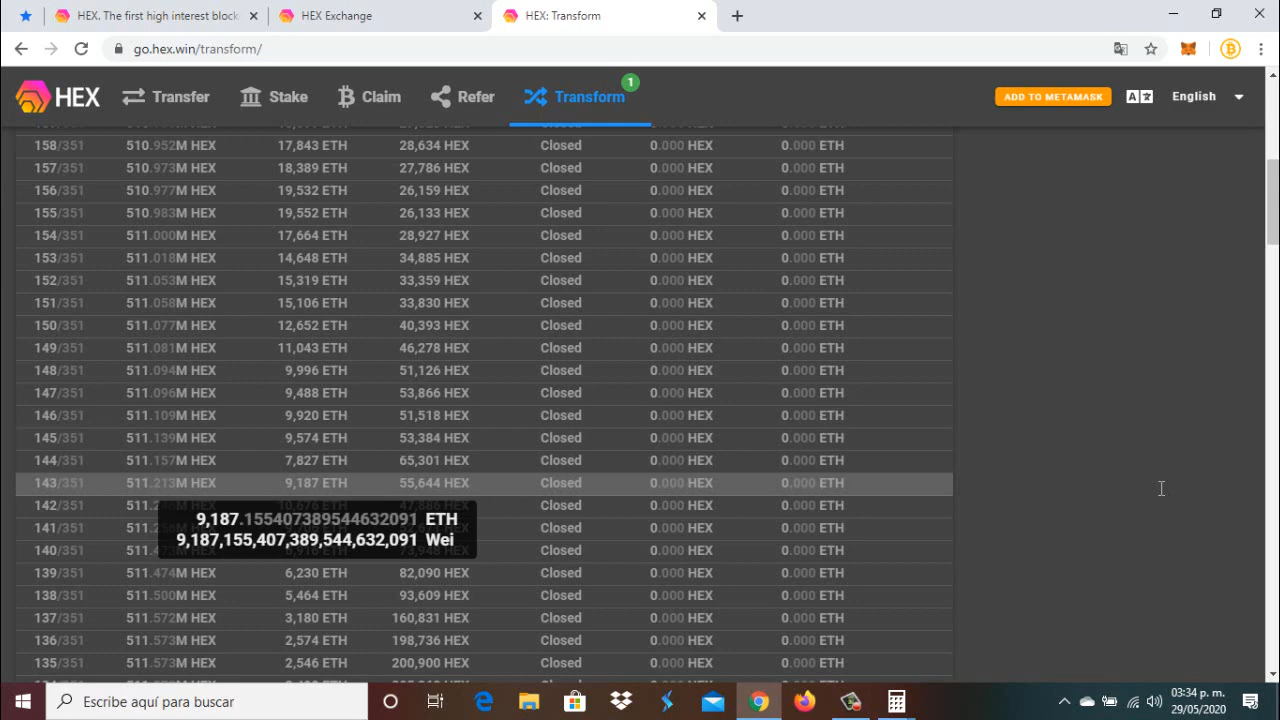 HEX. The first high interest block
HEX Exchange
HEX: Transform
go.hex.win/transform/
HEX Transfer Stake Claim Refer Transform 1 ADD TO METAMASK English
158/351 510.952M HEX 17,843 ETH 28,634 HEX Closed 0.000 HEX 0.000 ETH
157/351 510.973M HEX 18,389 ETH 27,786 HEX Closed 0.000 HEX 0.000 ETH
156/351 510.977M HEX 19,532 ETH 26,159 HEX Closed 0.000 HEX 0.000 ETH
155/351 510.983M HEX 19,552 ETH 26,133 HEX Closed 0.000 HEX 0.000 ETH
154/351 511.000M HEX 17,664 ETH 28,927 HEX Closed 0.000 HEX 0.000 ETH
153/351 511.018M HEX 14,648 ETH 34,885 HEX Closed 0.000 HEX 0.000 ETH
152/351 511.053M HEX 15,319 ETH 33,359 HEX Closed 0.000 HEX 0.000 ETH
151/351 511.058M HEX 15,106 ETH 33,830 HEX Closed 0.000 HEX 0.000 ETH
150/351 511.077M HEX 12,652 ETH 40,393 HEX Closed 0.000 HEX 0.000 ETH
149/351 511.081M HEX 11,043 ETH 46,278 HEX Closed 0.000 HEX 0.000 ETH
148/351 511.094M HEX 9,996 ETH 51,126 HEX Closed 0.000 HEX 0.000 ETH
147/351 511.096M HEX 9,488 ETH 53,866 HEX Closed 0.000 HEX 0.000 ETH
146/351 511.109M HEX 9,920 ETH 51,518 HEX Closed 0.000 HEX 0.000 ETH
145/351 511.139M HEX 9,574 ETH 53,384 HEX Closed 0.000 HEX 0.000 ETH
144/351 511.157M HEX 7,827 ETH 65,301 HEX Closed 0.000 HEX 0.000 ETH
143/351 511.213M HEX 9,187 ETH 55,644 HEX Closed 0.000 HEX 0.000 ETH
142/351 Closed 0.000 HEX 0.000 ETH
9,187.155407389544632091 ETH
141/351 Closed 0.000 HEX 0.000 ETH
9,187,155,407,389,544,632,091 Wei
140/351 Closed 0.000 HEX 0.000 ETH
139/351 511.474M HEX 6,230 ETH 82,090 HEX Closed 0.000 HEX 0.000 ETH
138/351 511.500M HEX 5,464 ETH 93,609 HEX Closed 0.000 HEX 0.000 ETH
137/351 511.572M HEX 3,180 ETH 160,831 HEX Closed 0.000 HEX 0.000 ETH
136/351 511.573M HEX 2,574 ETH 198,736 HEX Closed 0.000 HEX 0.000 ETH
135/351 511.573M HEX 2,546 ETH 200,900 HEX Closed 0.000 HEX 0.000 ETH
Escribe aquí para buscar
03:34 p. m.
29/05/2020